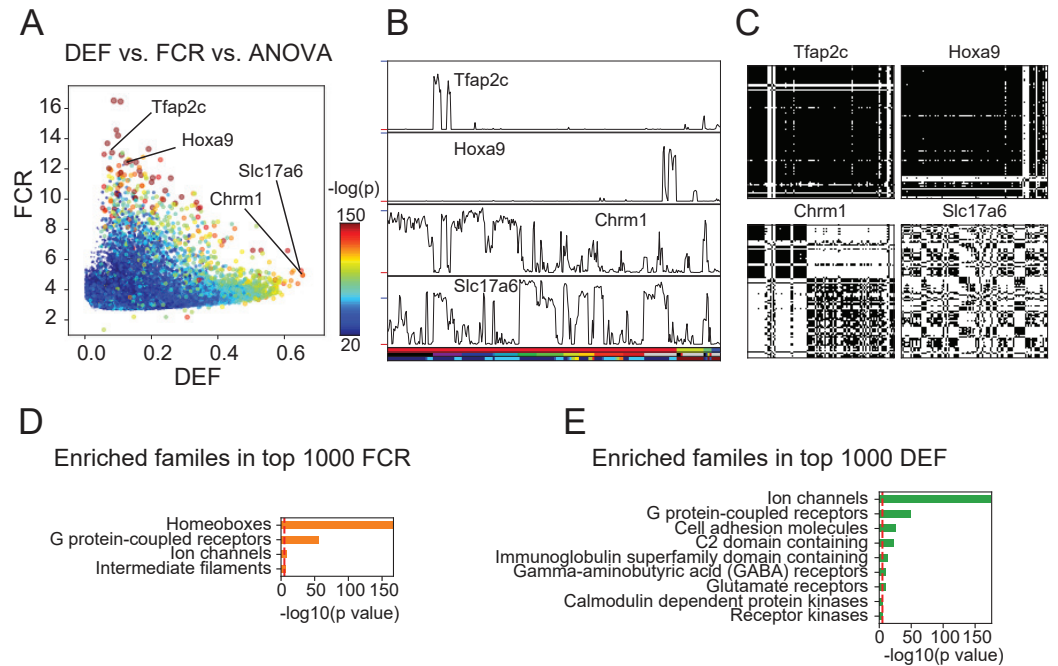 A
DEF vs. FCR vs. ANOVA
FCR
16
14
12
10
8
6
4
2
0.0
0.2
0.4
0.6
DEF
Tfap2c
Hoxa9
Slc17a6
Chrm1
-log(p)
150
20
B
Tfap2c
Hoxa9
Chrm1
Slc17a6
C
Tfap2c
Hoxa9
Chrm1
Slc17a6
D
Enriched familes in top 1000 FCR
Homeoboxes
G protein-coupled receptors
Ion channels
Intermediate filaments
0
50
100
150
-log10(p value)
E
Enriched familes in top 1000 DEF
Ion channels
G protein-coupled receptors
Cell adhesion molecules
C2 domain containing
Immunoglobulin superfamily domain containing
Gamma-aminobutyric acid (GABA) receptors
Glutamate receptors
Calmodulin dependent protein kinases
Receptor kinases
0
50
100
150
-log10(p value)